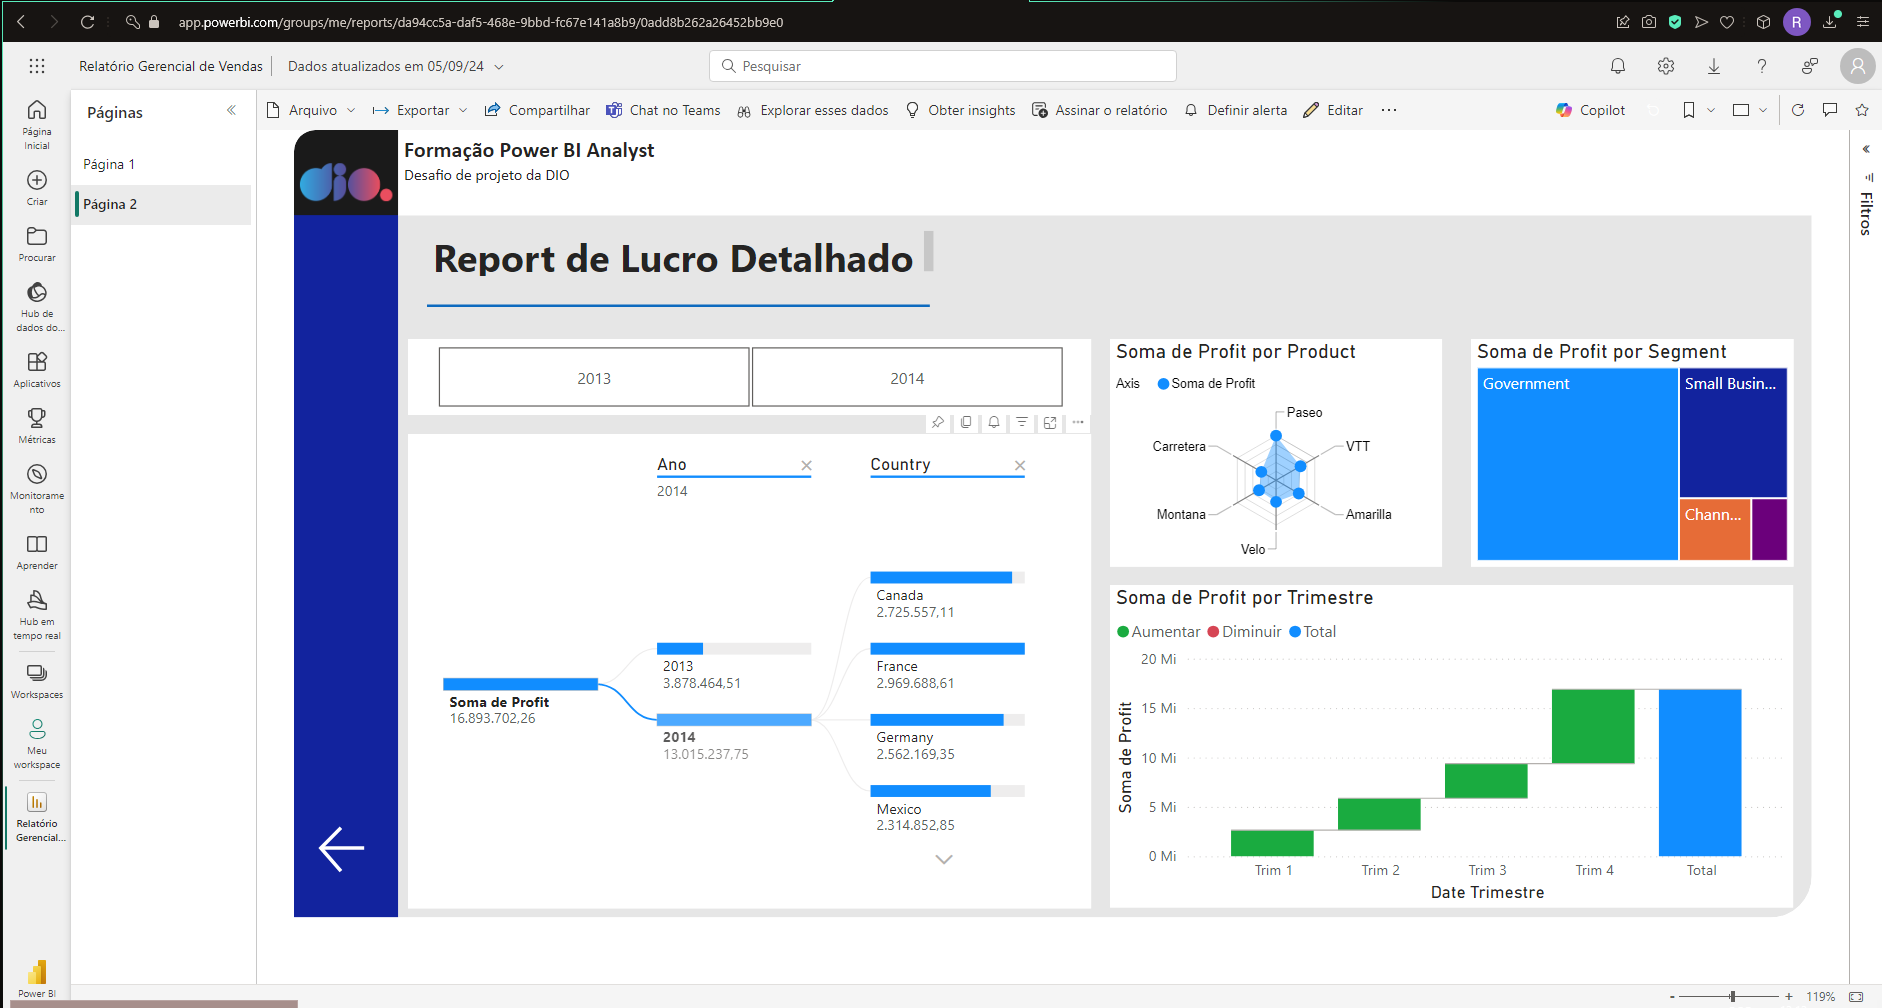 app.powerbi.com/groups/me/reports/da94cc5a-daf5-468e-9bbd-fc67e141a8b9/0add8b262a26452bb9e0
R
Relatório Gerencial de Vendas
Dados atualizados em 05/09/24
Pesquisar
Página Inicial
Criar
Procurar
Hub de dados do...
Aplicativos
Métricas
Monitoramento
Aprender
Hub em tempo real
Workspaces
Meu workspace
Relatório Gerencial...
Power BI
Páginas
Página 1
Página 2
Arquivo
Exportar
Compartilhar
Chat no Teams
Explorar esses dados
Obter insights
Assinar o relatório
Definir alerta
Editar
Copilot
Filtros
dio.
Formação Power BI Analyst
Desafio de projeto da DIO
Report de Lucro Detalhado
2013
2014
Ano
2014
Country
Soma de Profit
16.893.702,26
2013
3.878.464,51
2014
13.015.237,75
Canada
2.725.557,11
France
2.969.688,61
Germany
2.562.169,35
Mexico
2.314.852,85
Soma de Profit por Product
Axis
Soma de Profit
Paseo
VTT
Amarilla
Velo
Montana
Carretera
Soma de Profit por Segment
Government
Small Busin...
Chann...
Soma de Profit por Trimestre
Aumentar
Diminuir
Total
Soma de Profit
20 Mi
15 Mi
10 Mi
5 Mi
0 Mi
Trim 1
Trim 2
Trim 3
Trim 4
Total
Date Trimestre
- + 119%